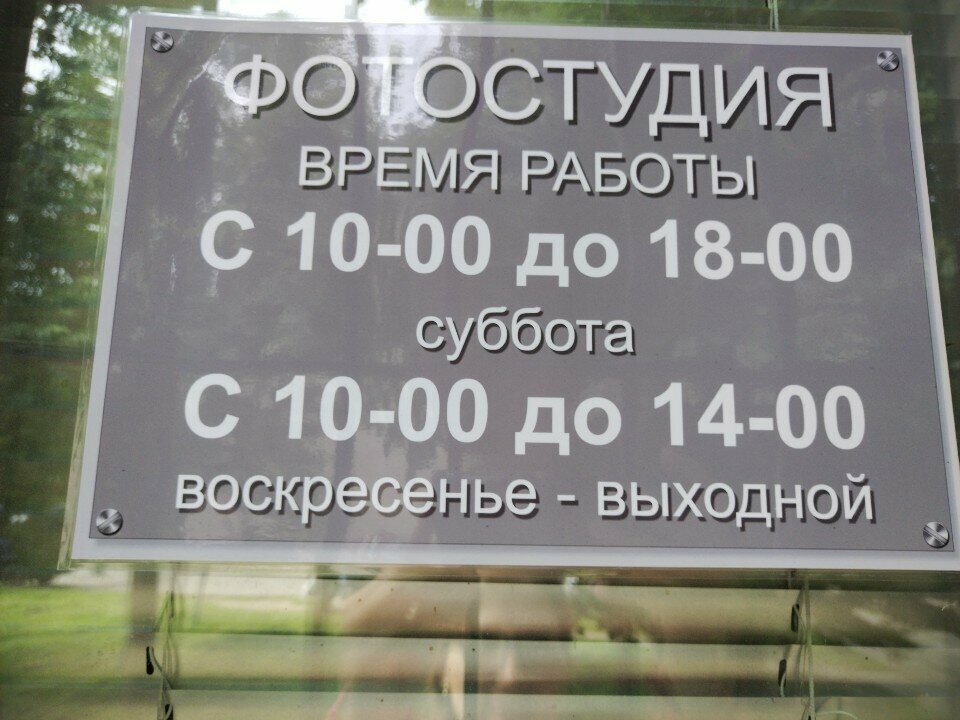 ФОТОСТУДИЯ
ВРЕМЯ РАБОТЫ
С 10-00 до 18-00
суббота
С 10-00 до 14-00
воскресенье - выходной